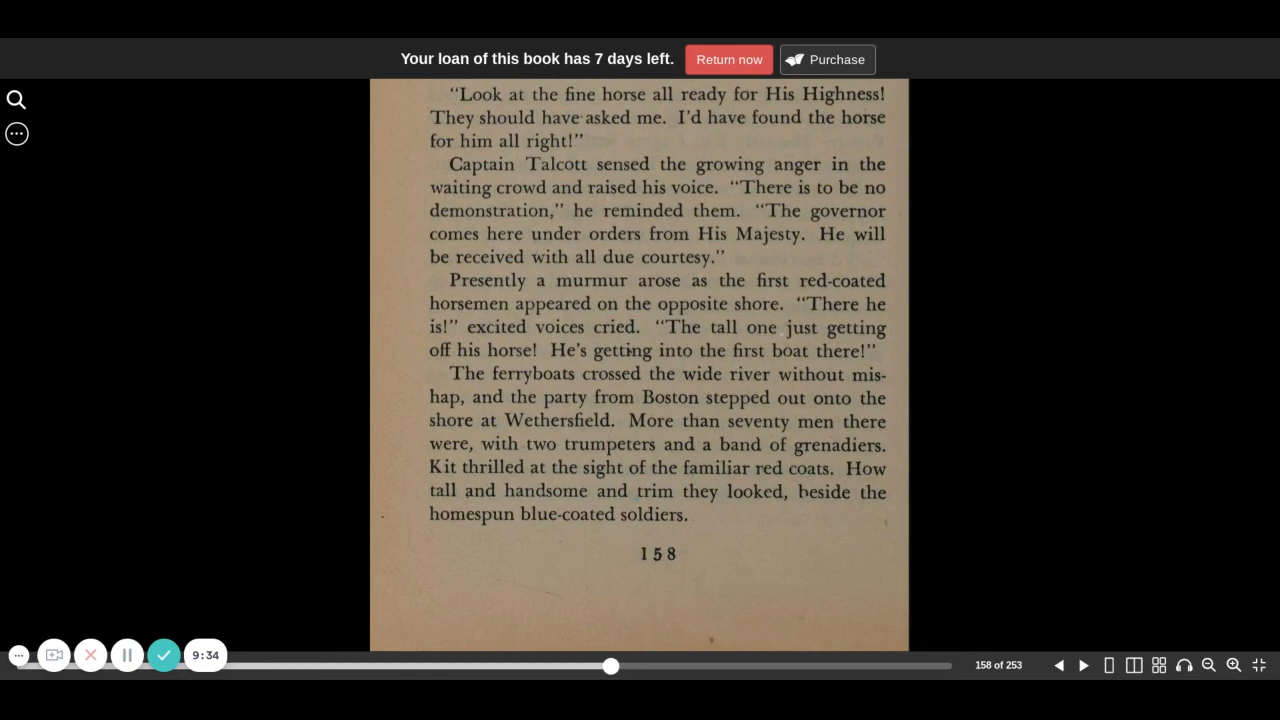 Your loan of this book has 7 days left. Return now Purchase
“Look at the fine horse all ready for His Highness!
They should have asked me. I’d have found the horse
for him all right!”
Captain Talcott sensed the growing anger in the
waiting crowd and raised his voice. “There is to be no
demonstration,” he reminded them. “The governor
comes here under orders from His Majesty. He will
be received with all due courtesy.”
Presently a murmur arose as the first red-coated
horsemen appeared on the opposite shore. “There he
is!” excited voices cried. “The tall one just getting
off his horse! He’s getting into the first boat there!”
The ferryboats crossed the wide river without mis-
hap, and the party from Boston stepped out onto the
shore at Wethersfield. More than seventy men there
were, with two trumpeters and a band of grenadiers.
Kit thrilled at the sight of the familiar red coats. How
tall and handsome and trim they looked, beside the
homespun blue-coated soldiers.
158
9:34
158 of 253